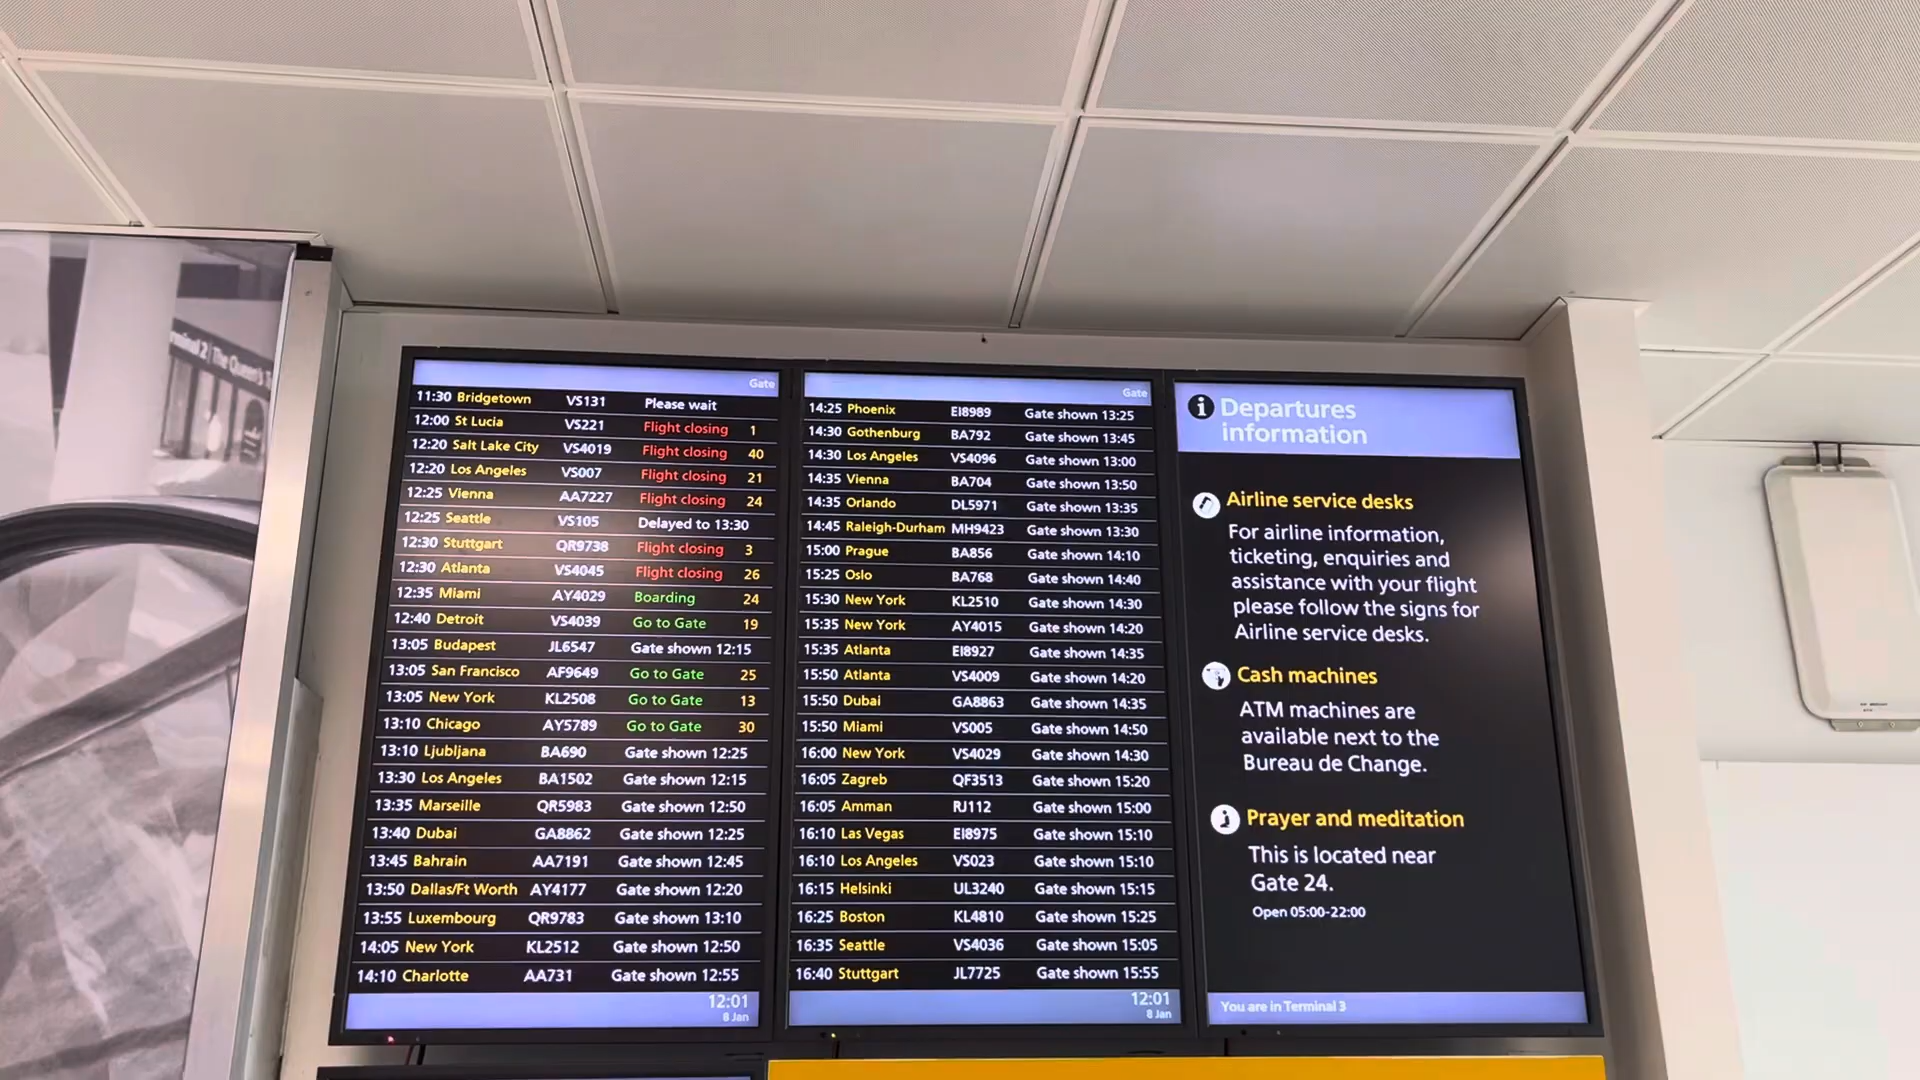 Terminal 2 | The Queen's T
Gate
11:30 Bridgetown VS131 Please wait
12:00 St Lucia VS221 Flight closing 1
12:20 Salt Lake City VS4019 Flight closing 40
12:20 Los Angeles VS007 Flight closing 21
12:25 Vienna AA7227 Flight closing 24
12:25 Seattle VS105 Delayed to 13:30
12:30 Stuttgart QR9738 Flight closing 3
12:30 Atlanta VS4045 Flight closing 26
12:35 Miami AY4029 Boarding 24
12:40 Detroit VS4039 Go to Gate 19
13:05 Budapest JL6547 Gate shown 12:15
13:05 San Francisco AF9649 Go to Gate 25
13:05 New York KL2508 Go to Gate 13
13:10 Chicago AY5789 Go to Gate 30
13:10 Ljubljana BA690 Gate shown 12:25
13:30 Los Angeles BA1502 Gate shown 12:15
13:35 Marseille QR5983 Gate shown 12:50
13:40 Dubai GA8862 Gate shown 12:25
13:45 Bahrain AA7191 Gate shown 12:45
13:50 Dallas/Ft Worth AY4177 Gate shown 12:20
13:55 Luxembourg QR9783 Gate shown 13:10
14:05 New York KL2512 Gate shown 12:50
14:10 Charlotte AA731 Gate shown 12:55
12:01
8 Jan
Gate
14:25 Phoenix EI8989 Gate shown 13:25
14:30 Gothenburg BA792 Gate shown 13:45
14:30 Los Angeles VS4096 Gate shown 13:00
14:35 Vienna BA704 Gate shown 13:50
14:35 Orlando DL5971 Gate shown 13:35
14:45 Raleigh-Durham MH9423 Gate shown 13:30
15:00 Prague BA856 Gate shown 14:10
15:25 Oslo BA768 Gate shown 14:40
15:30 New York KL2510 Gate shown 14:30
15:35 New York AY4015 Gate shown 14:20
15:35 Atlanta EI8927 Gate shown 14:35
15:50 Atlanta VS4009 Gate shown 14:20
15:50 Dubai GA8863 Gate shown 14:35
15:50 Miami VS005 Gate shown 14:50
16:00 New York VS4029 Gate shown 14:30
16:05 Zagreb QF3513 Gate shown 15:20
16:05 Amman RJ112 Gate shown 15:00
16:10 Las Vegas EI8975 Gate shown 15:10
16:10 Los Angeles VS023 Gate shown 15:10
16:15 Helsinki UL3240 Gate shown 15:15
16:25 Boston KL4810 Gate shown 15:25
16:35 Seattle VS4036 Gate shown 15:05
16:40 Stuttgart JL7725 Gate shown 15:55
12:01
8 Jan
i Departures
information
Airline service desks
For airline information,
ticketing, enquiries and
assistance with your flight
please follow the signs for
Airline service desks.
Cash machines
ATM machines are
available next to the
Bureau de Change.
Prayer and meditation
This is located near
Gate 24.
Open 05:00-22:00
You are in Terminal 3